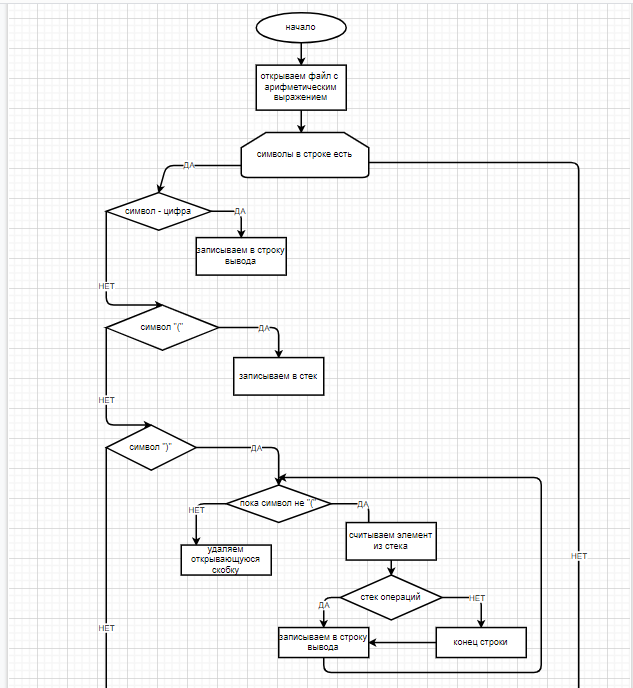 начало
открываем файл с
арифметическим
выражением
символы в строке есть
ДА
символ - цифра
ДА
записываем в строку
вывода
НЕТ
символ "("
ДА
записываем в стек
НЕТ
символ ")"
ДА
пока символ не "("
НЕТ
ДА
считываем элемент
из стека
удаляем
открывающуюся
скобку
НЕТ
стек операций
ДА
НЕТ
записываем в строку
вывода
конец строки
НЕТ